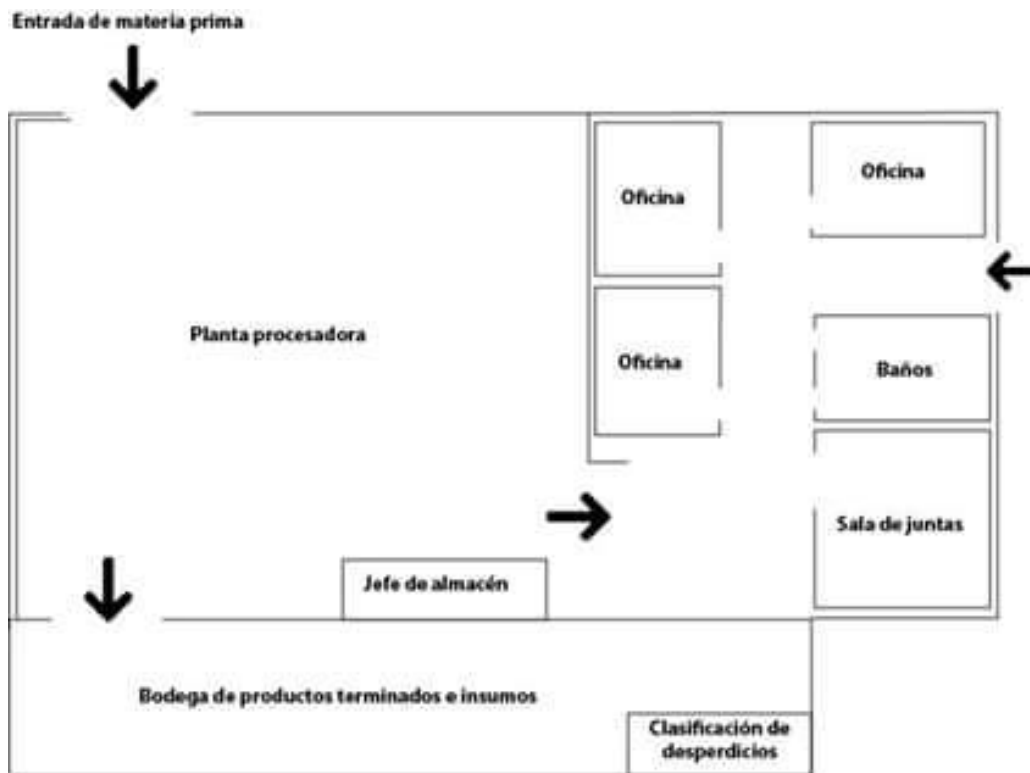 Entrada de materia prima
Oficina
Oficina
Planta procesadora
Oficina
Baños
Sala de juntas
Jefe de almacén
Bodega de productos terminados e insumos
Clasificación de
desperdicios